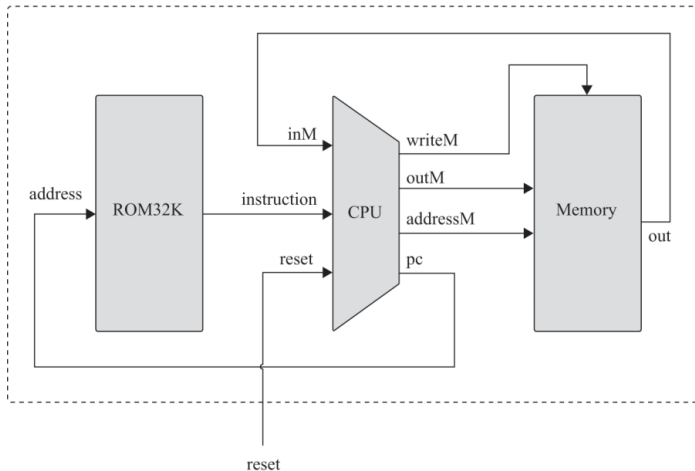 inM
writeM
address
ROM32K
instruction
CPU
outM
Memory
addressM
out
reset
pc
reset